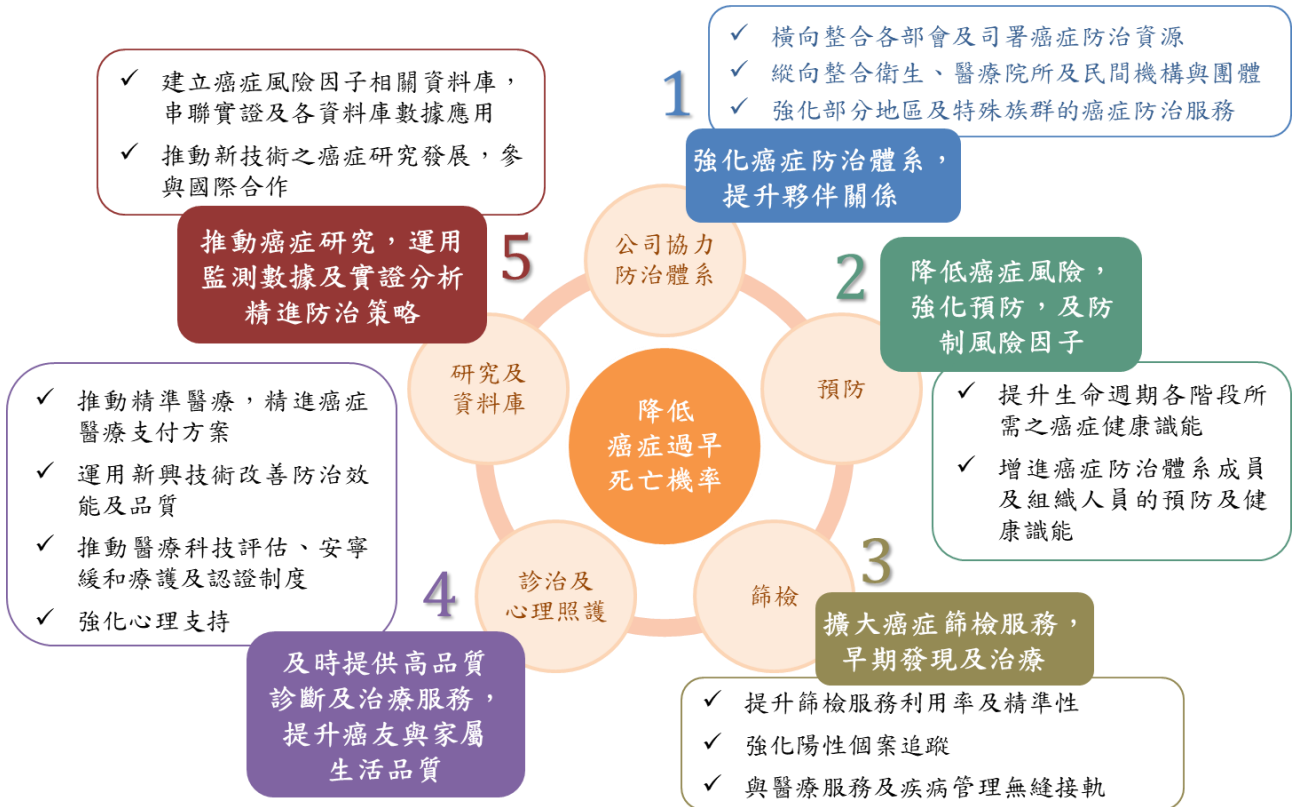 ✓ 橫向整合各部會及司署癌症防治資源
✓ 縱向整合衛生、醫療院所及民間機構與團體
✓ 強化部分地區及特殊族群的癌症防治服務
1
強化癌症防治體系，
提升夥伴關係
公司協力
防治體系
2
降低癌症風險，
強化預防，及防
制風險因子
預防
✓ 提升生命週期各階段所
需之癌症健康識能
✓ 增進癌症防治體系成員
及組織人員的預防及健
康識能
3
篩檢
擴大癌症篩檢服務，
早期發現及治療
✓ 提升篩檢服務利用率及精準性
✓ 強化陽性個案追蹤
✓ 與醫療服務及疾病管理無縫接軌
4
診治及
心理照護
✓ 推動精準醫療，精進癌症
醫療支付方案
✓ 運用新興技術改善防治效
能及品質
✓ 推動醫療科技評估、安寧
緩和療護及認證制度
✓ 強化心理支持
及時提供高品質
診斷及治療服務，
提升癌友與家屬
生活品質
5
✓ 建立癌症風險因子相關資料庫，
串聯實證及各資料庫數據應用
✓ 推動新技術之癌症研究發展，參
與國際合作
推動癌症研究，運用
監測數據及實證分析
精進防治策略
研究及
資料庫
降低
癌症過早
死亡機率